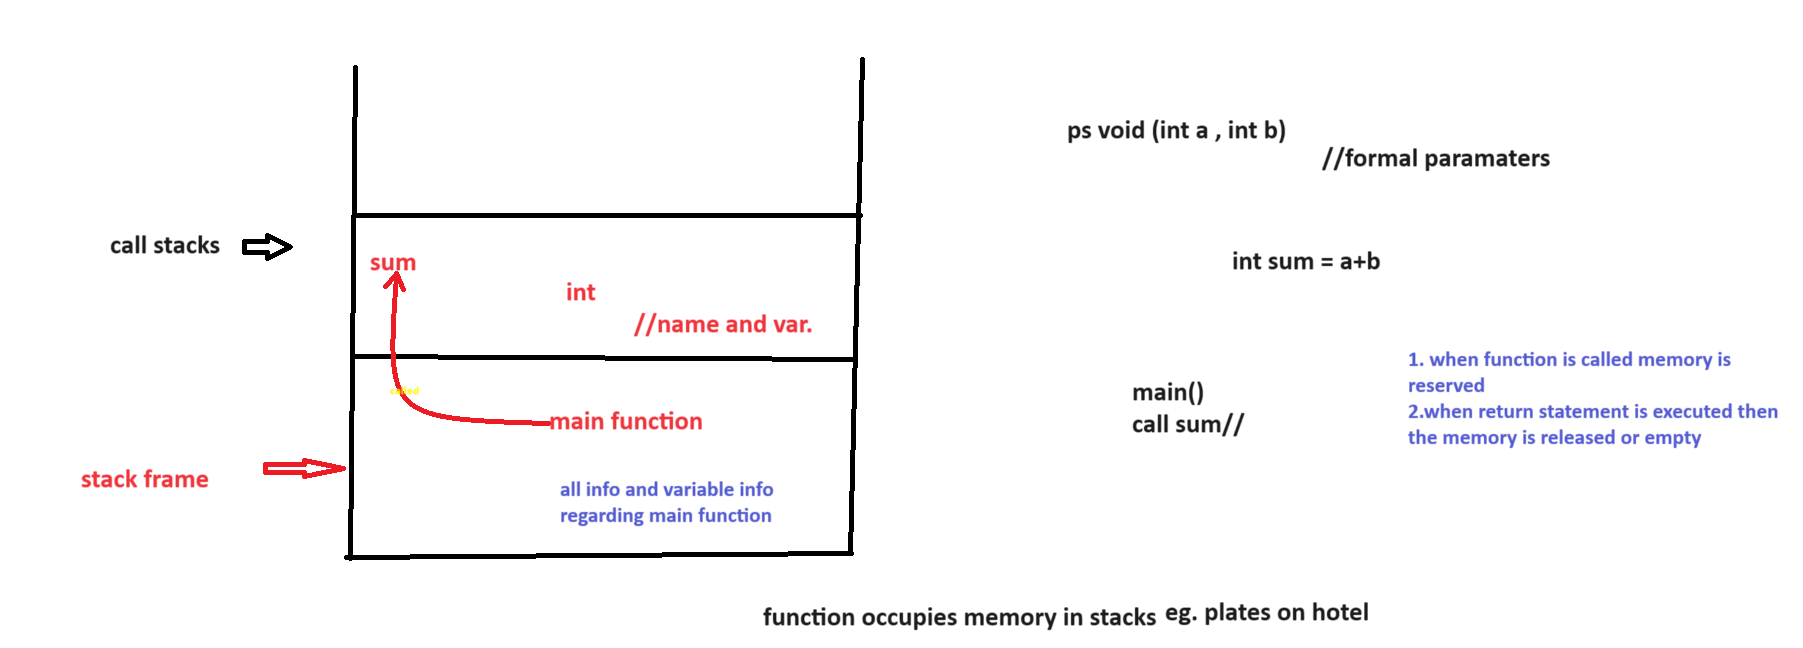 ps void (int a , int b)
//formal paramaters
call stacks
sum
int
//name and var.
int sum = a+b
called
main function
main()
call sum//
1. when function is called memory is
reserved
2.when return statement is executed then
the memory is released or empty
stack frame
all info and variable info
regarding main function
function occupies memory in stacks eg. plates on hotel